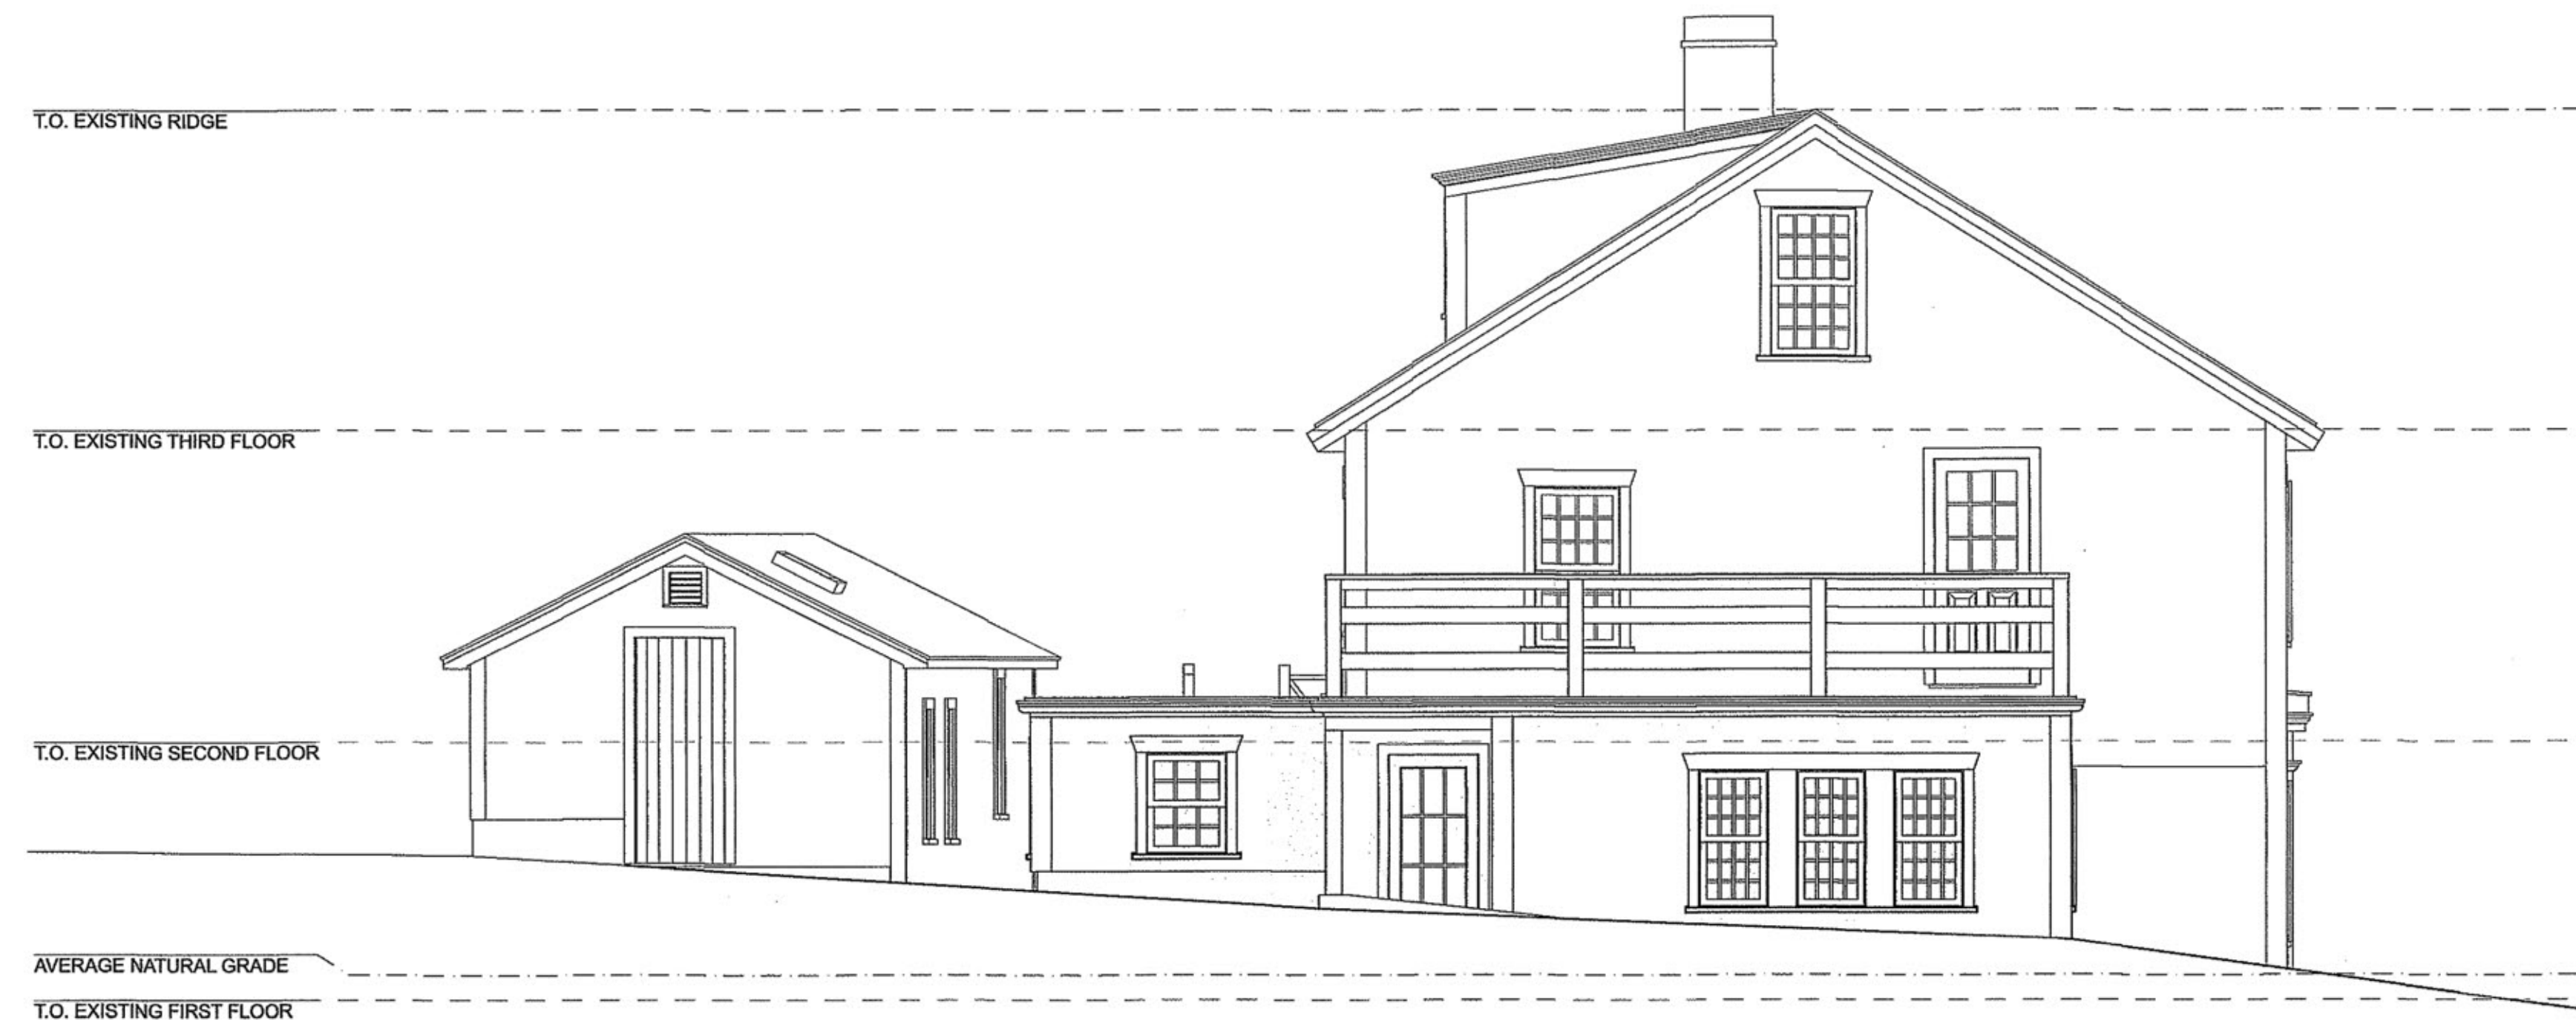 T.O. EXISTING RIDGE
T.O. EXISTING THIRD FLOOR
T.O. EXISTING SECOND FLOOR
AVERAGE NATURAL GRADE
T.O. EXISTING FIRST FLOOR